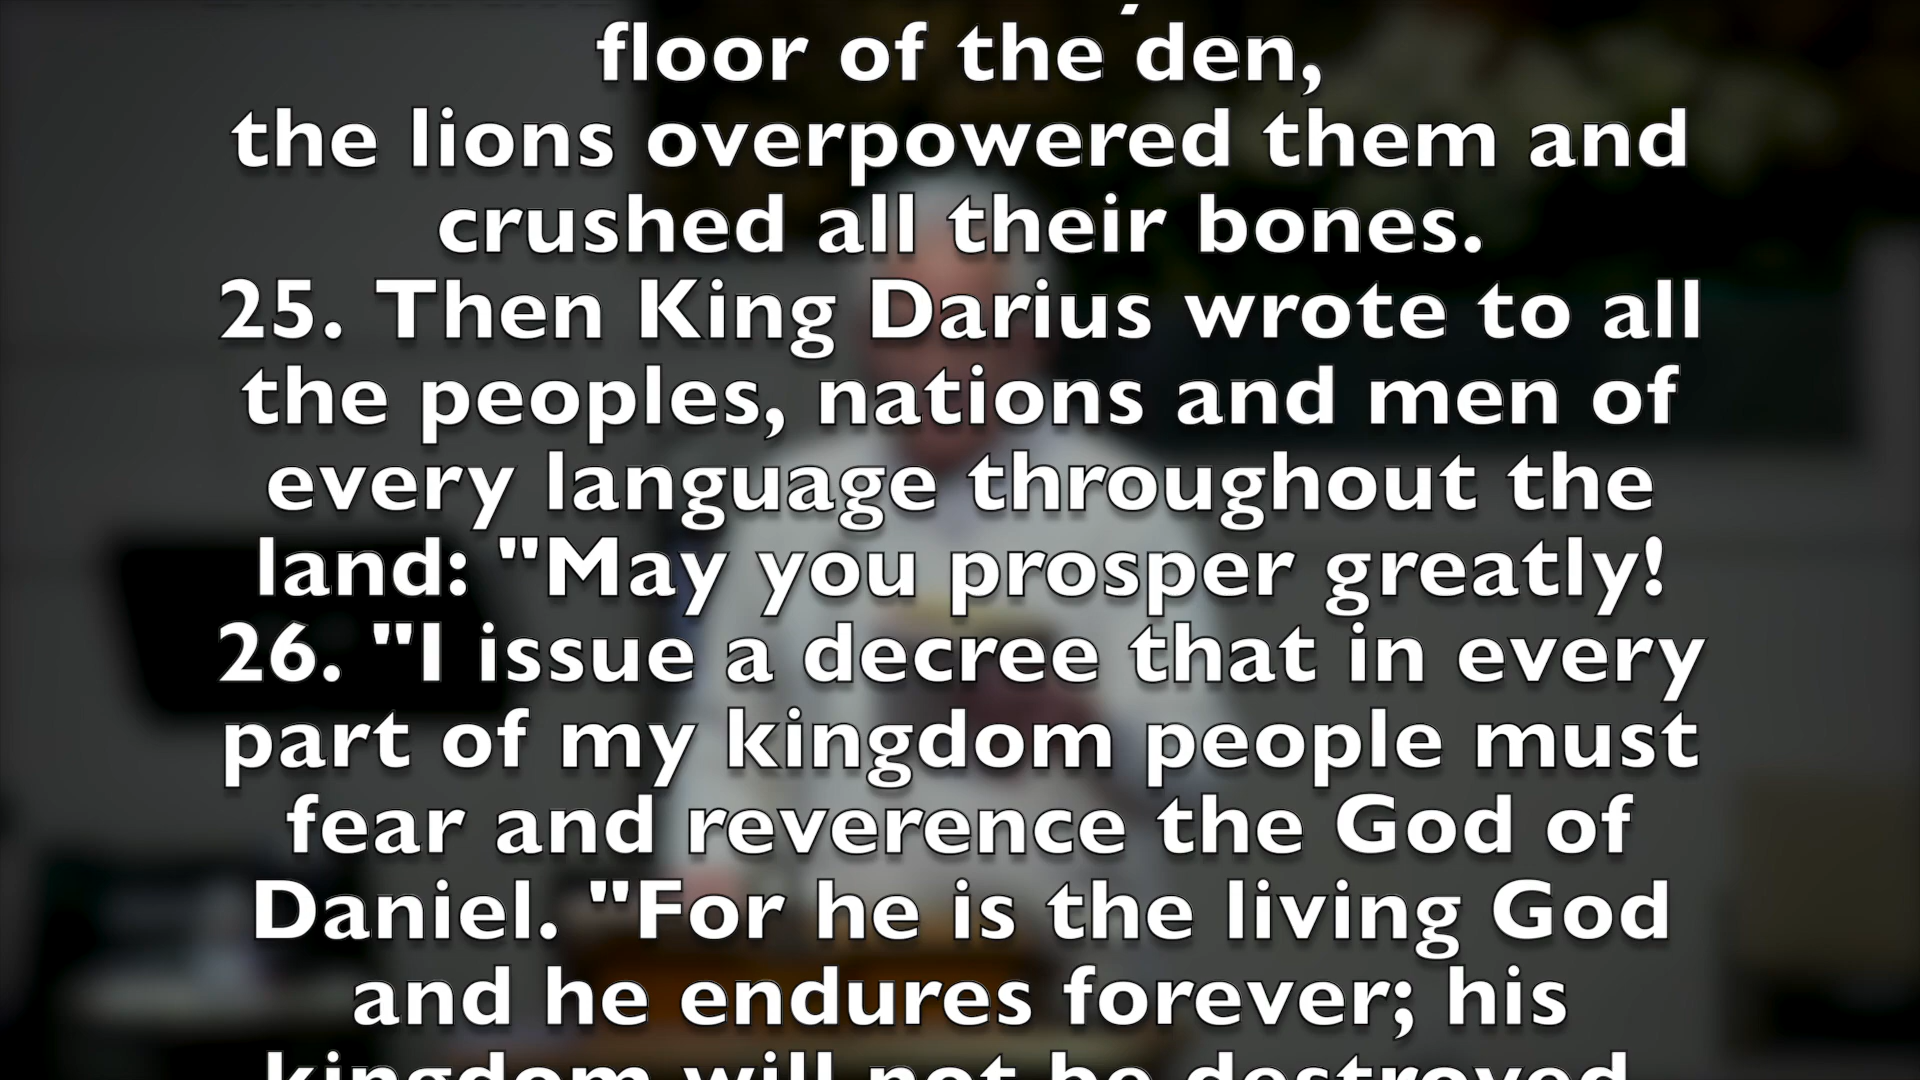 floor of the den,
the lions overpowered them and
crushed all their bones.
25. Then King Darius wrote to all
the peoples, nations and men of
every language throughout the
land: "May you prosper greatly!
26. "I issue a decree that in every
part of my kingdom people must
fear and reverence the God of
Daniel. "For he is the living God
and he endures forever; his
kingdom will not be destroyed